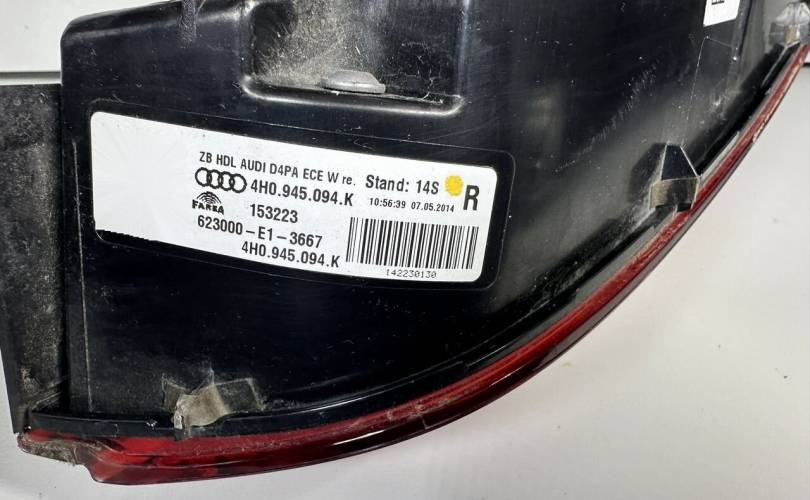 ZB HDL AUDI D4PA ECE W re.
4H0.945.094.K
FARBA
153223
623000-E1-3667
4H0.945.094.K
Stand: 14S
10:56:39 07.05.2014
R
142230130